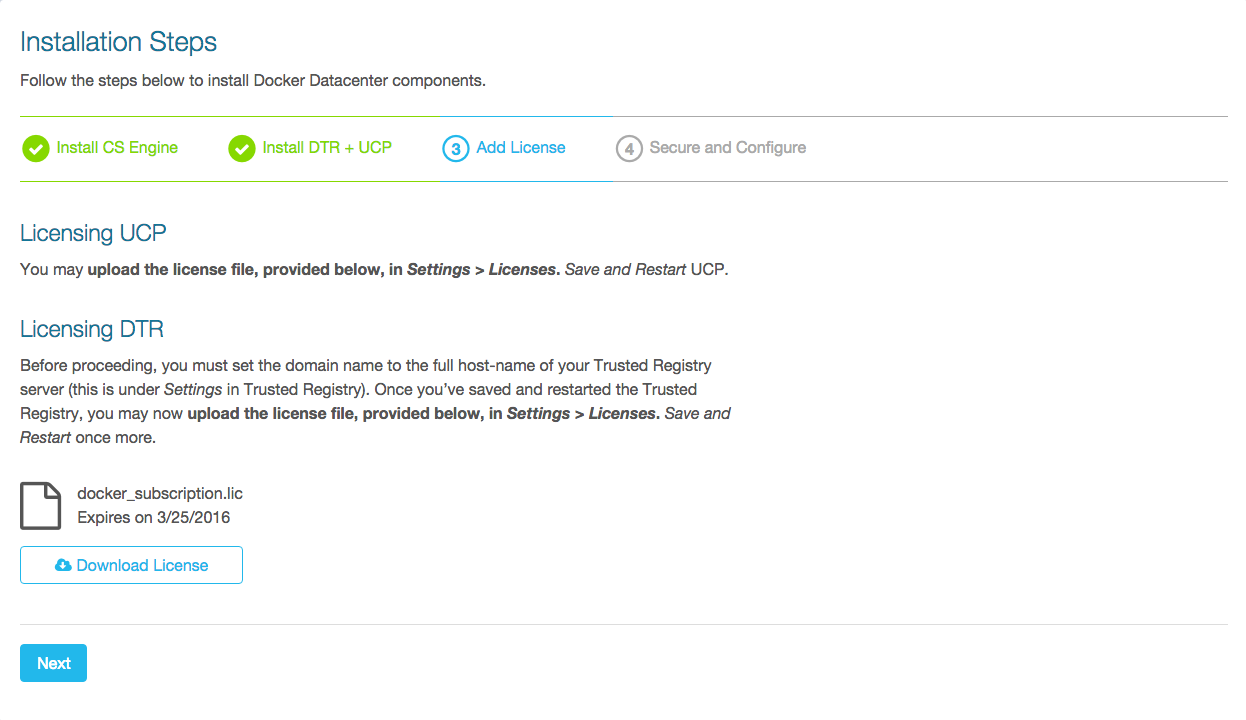 Installation Steps
Follow the steps below to install Docker Datacenter components.
Install CS Engine
Install DTR + UCP
3 Add License
4 Secure and Configure
Licensing UCP
You may upload the license file, provided below, in Settings > Licenses. Save and Restart UCP.
Licensing DTR
Before proceeding, you must set the domain name to the full host-name of your Trusted Registry
server (this is under Settings in Trusted Registry). Once you’ve saved and restarted the Trusted
Registry, you may now upload the license file, provided below, in Settings > Licenses. Save and
Restart once more.
docker_subscription.lic
Expires on 3/25/2016
Download License
Next